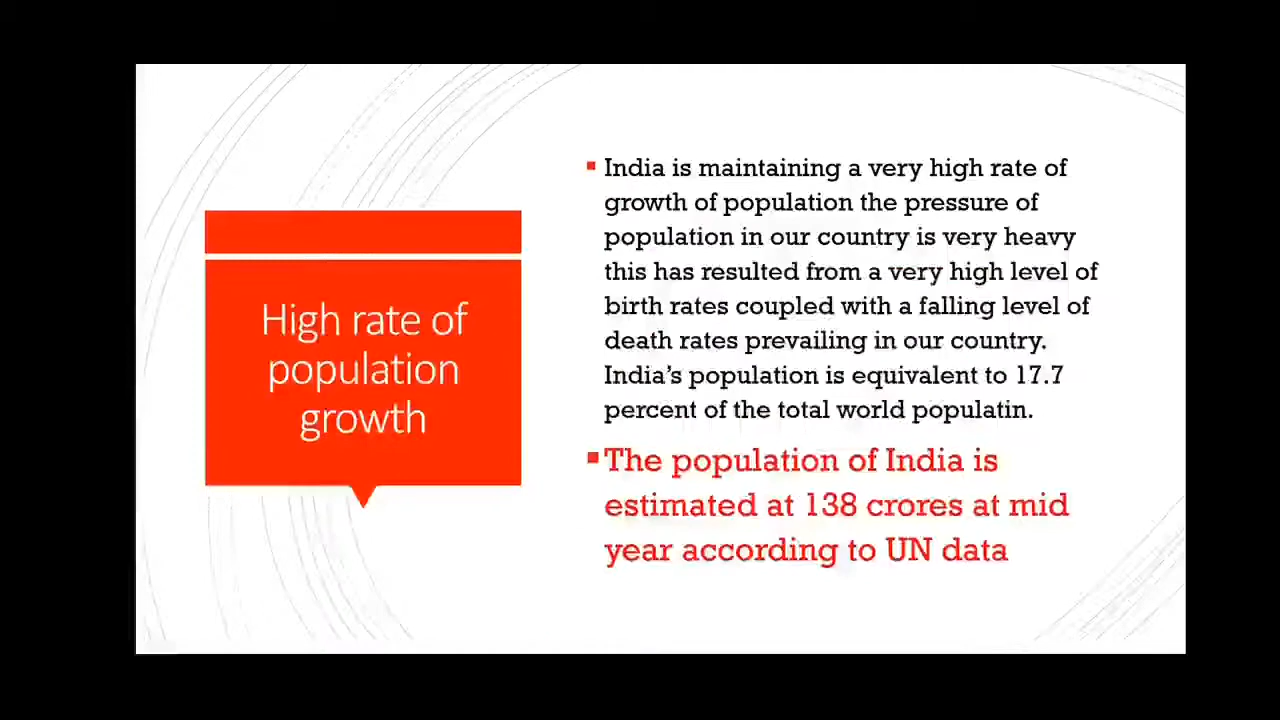 High rate of
population
growth
India is maintaining a very high rate of
growth of population the pressure of
population in our country is very heavy
this has resulted from a very high level of
birth rates coupled with a falling level of
death rates prevailing in our country.
India's population is equivalent to 17.7
percent of the total world populatin.
The population of India is
estimated at 138 crores at mid
year according to UN data